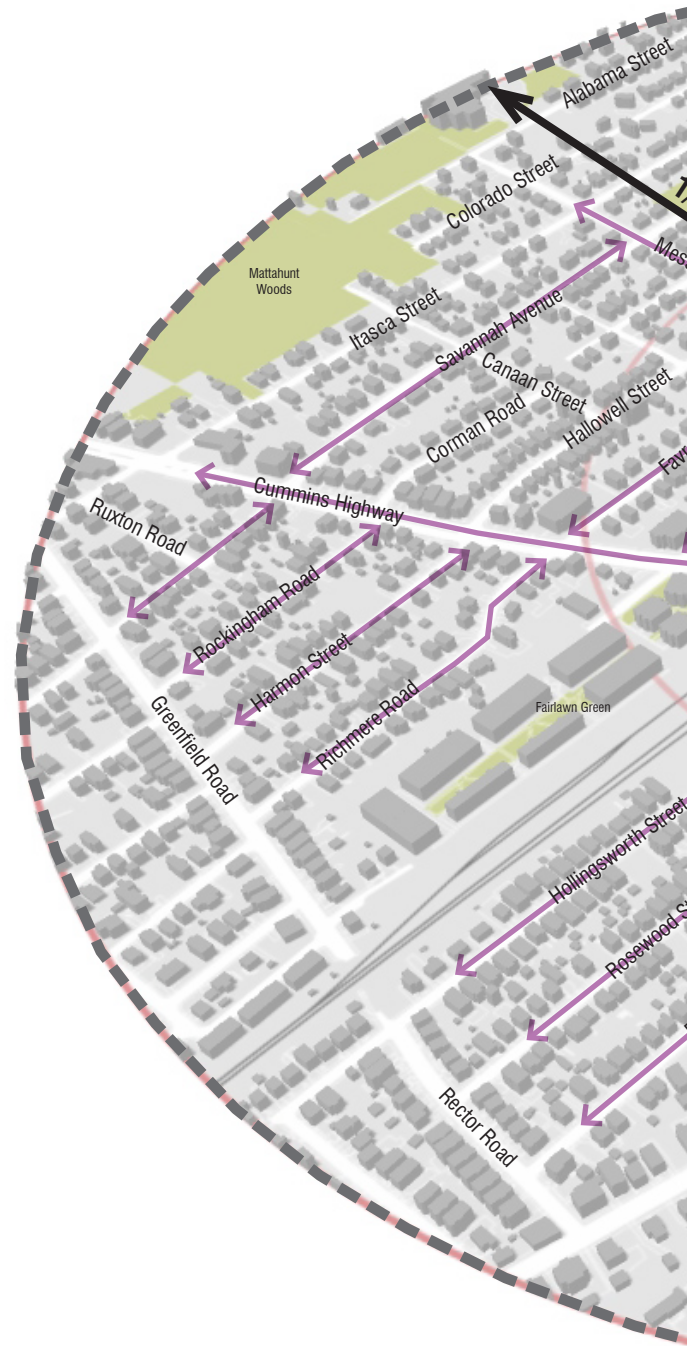 Alabama Street
Colorado Street
Mattahunt
Woods
Itasca Street
Savannah Avenue
Canaan Street
Hallowell Street
Corman Road
Cummins Highway
Ruxton Road
Rockingham Road
Harmon Street
Richmere Road
Greenfield Road
Fairlawn Green
Hollingsworth Street
Rosewood S
Rector Road